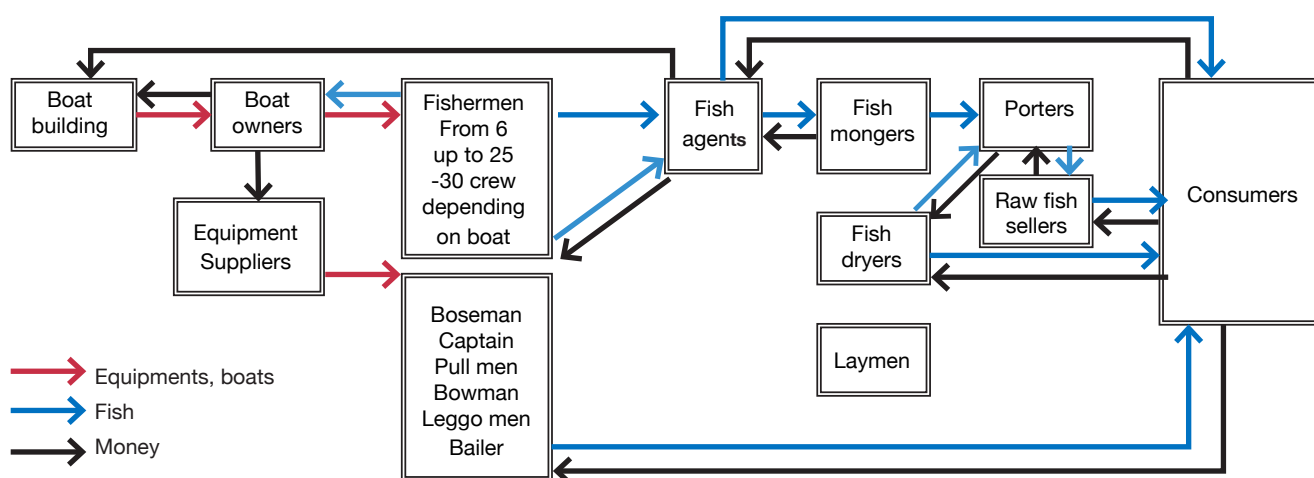 Boat
building
Boat
owners
Fishermen
From 6
up to 25
-30 crew
depending
on boat
Fish
agents
Fish
mongers
Porters
Consumers
Equipment
Suppliers
Raw fish
sellers
Fish
dryers
Boseman
Captain
Pull men
Bowman
Leggo men
Bailer
Laymen
Equipments, boats
Fish
Money